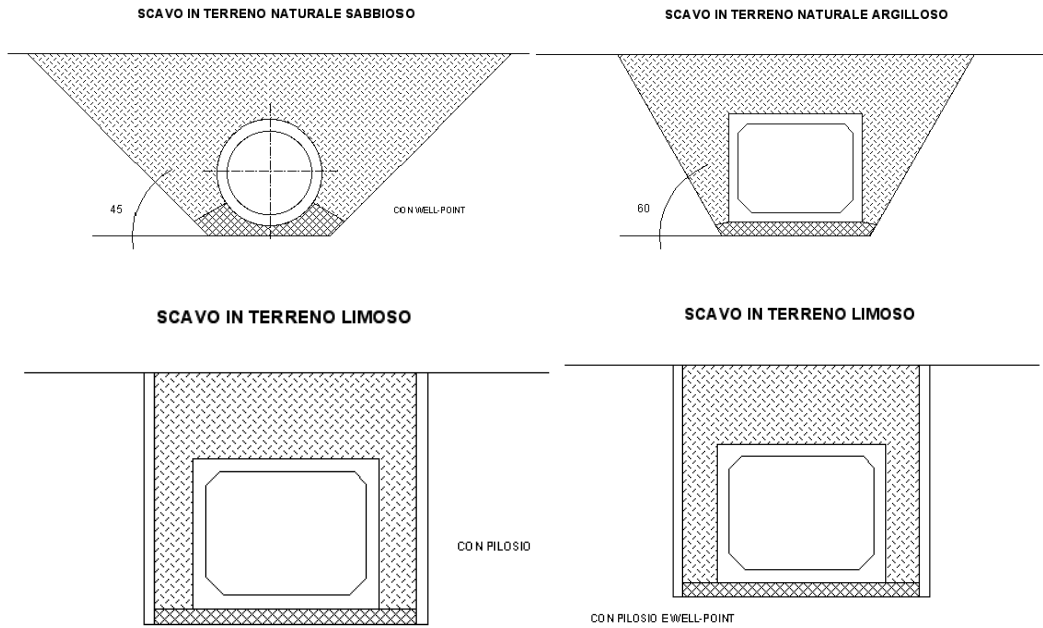 SCAVO IN TERRENO NATURALE SABBIOSO
SCAVO IN TERRENO NATURALE ARGILLOSO
45
CON WELL-POINT
60
SCAVO IN TERRENO LIMOSO
SCAVO IN TERRENO LIMOSO
CON PILOSIO
CON PILOSIO E WELL-POINT